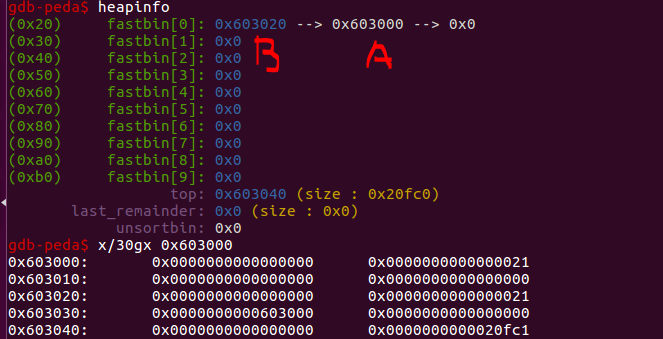 gdb-peda$ heapinfo
(0x20)     fastbin[0]: 0x603020 --> 0x603000 --> 0x0
(0x30)     fastbin[1]: 0x0
B A
(0x40)     fastbin[2]: 0x0
(0x50)     fastbin[3]: 0x0
(0x60)     fastbin[4]: 0x0
(0x70)     fastbin[5]: 0x0
(0x80)     fastbin[6]: 0x0
(0x90)     fastbin[7]: 0x0
(0xa0)     fastbin[8]: 0x0
(0xb0)     fastbin[9]: 0x0
top: 0x603040 (size : 0x20fc0)
last_remainder: 0x0 (size : 0x0)
unsortbin: 0x0
gdb-peda$ x/30gx 0x603000
0x603000:	0x0000000000000000	0x0000000000000021
0x603010:	0x0000000000000000	0x0000000000000000
0x603020:	0x0000000000000000	0x0000000000000021
0x603030:	0x0000000000603000	0x0000000000000000
0x603040:	0x0000000000000000	0x0000000000020fc1